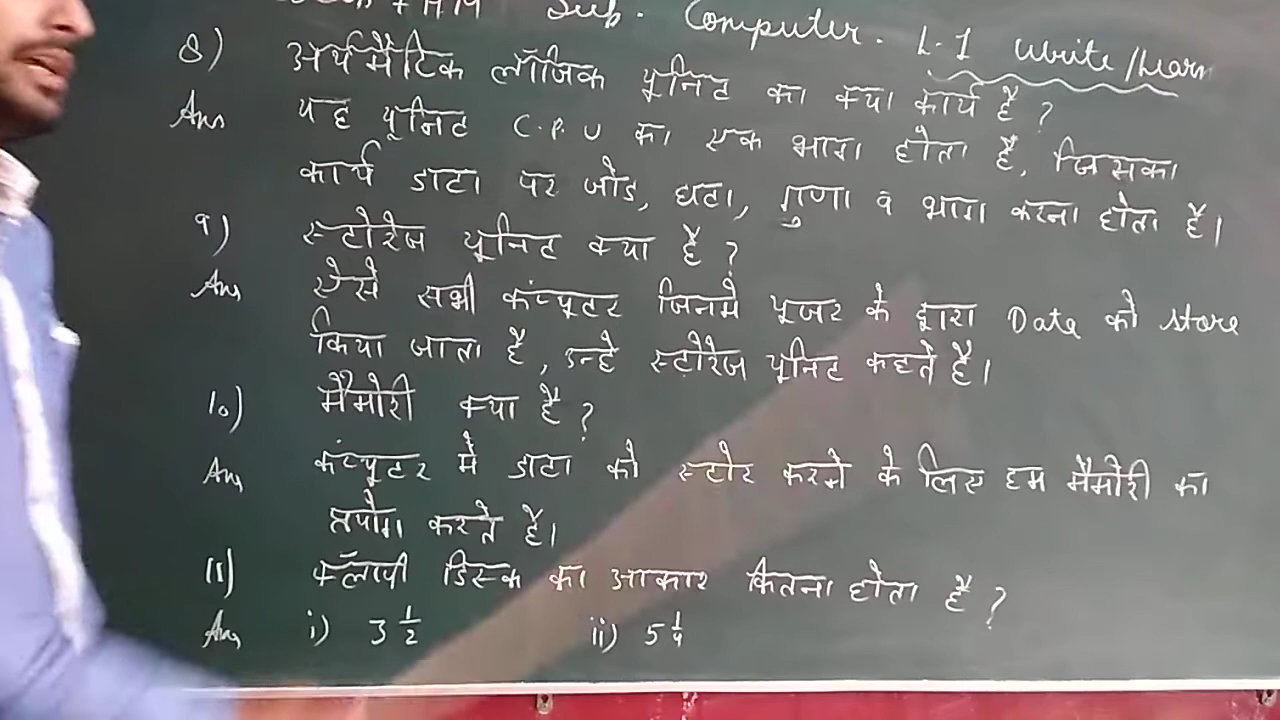 Sub. Computer. L-1 Write/Learn
8) अर्थमैटिक लॉजिक यूनिट का क्या कार्य है ?
Ans यह यूनिट C.P.U का एक भाग होता है, जिसका
कार्य डाटा पर जोड, घटा, गुणा व भाग करना होता है।
9) स्टोरेज यूनिट क्या है ?
Ans ऐसे सभी कंप्यूटर जिनमे यूजर के द्वारा Date को store
किया जाता है, उन्हे स्टोरेज यूनिट कहते है।
10) मैमोरी क्या है ?
Ans कंप्यूटर मे डाटा को स्टोर करने के लिए हम मैमोरी का
करते है।
11) फ्लॉपी डिस्क का आकार कितना होता है ?
Ans i) 3 1/2 ii) 5 1/4